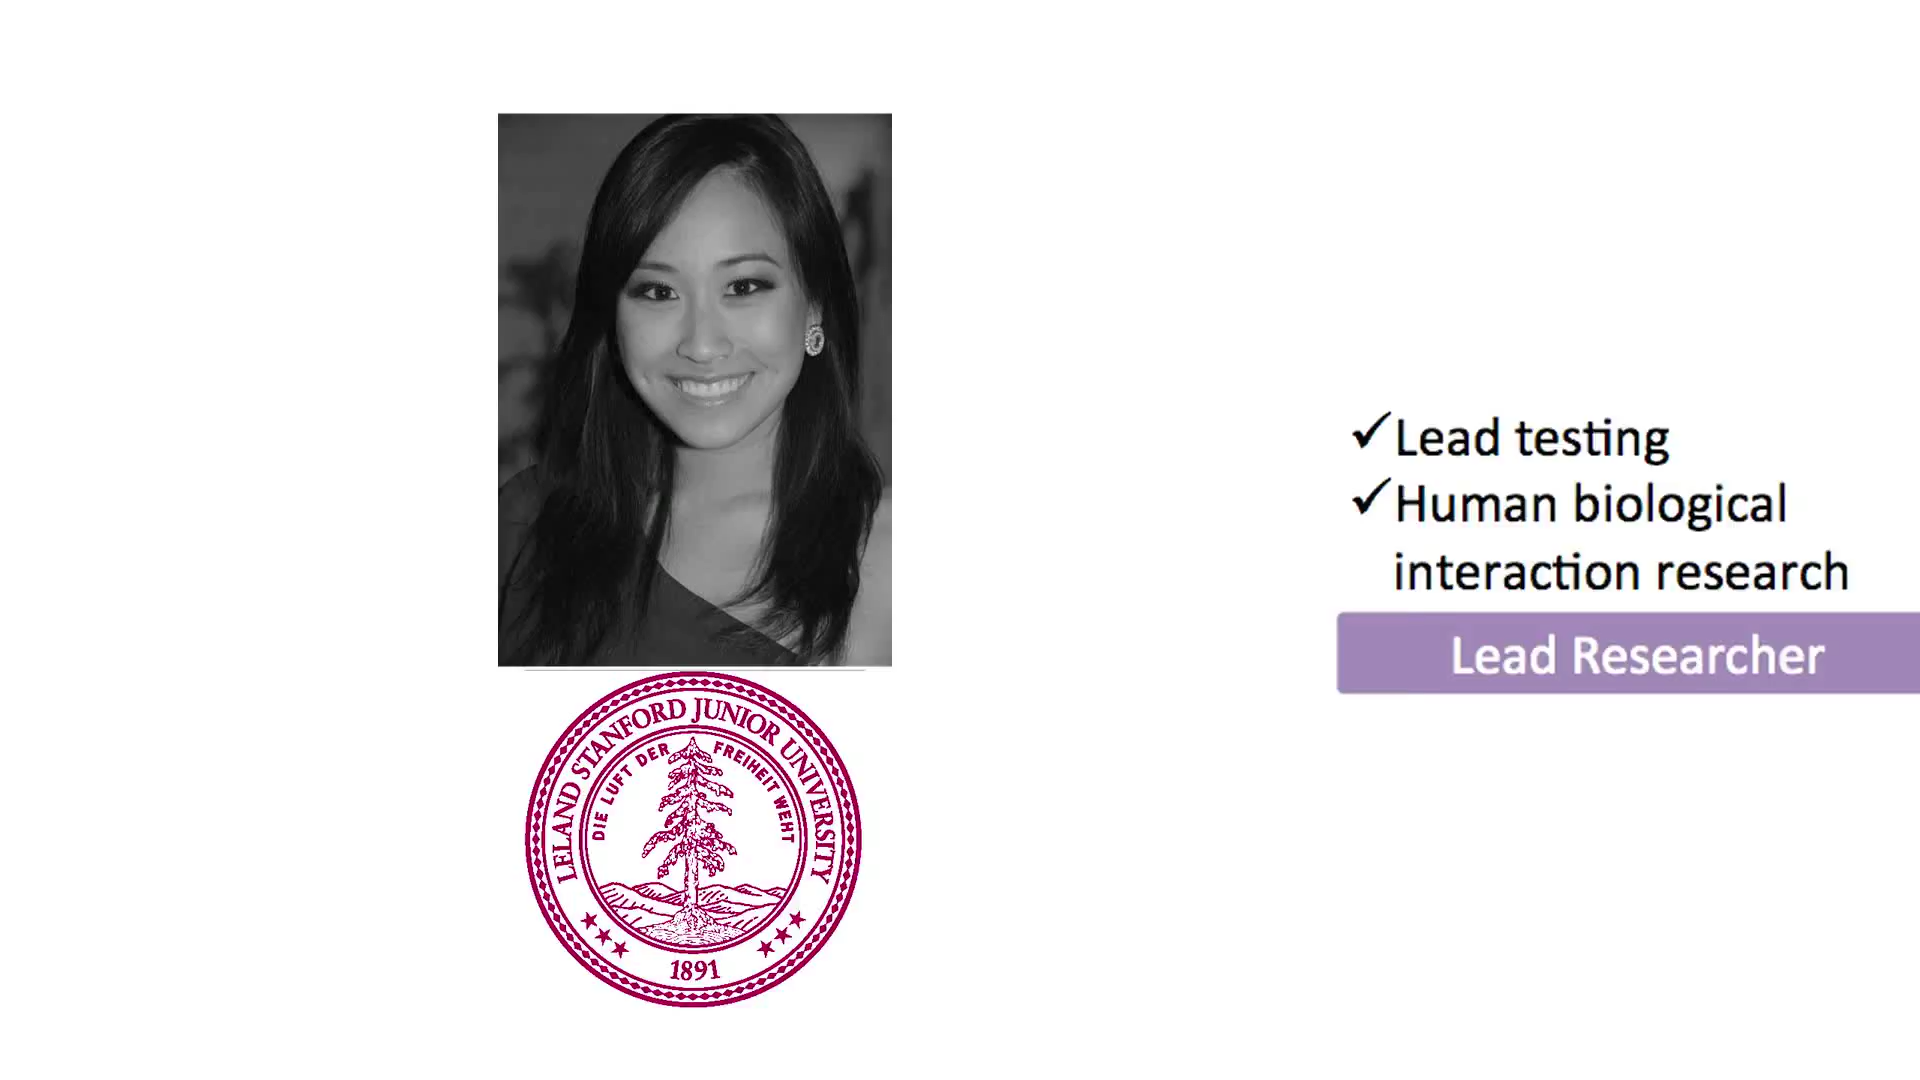 ✓Lead testing
✓Human biological
interaction research
Lead Researcher
LELAND STANFORD JUNIOR UNIVERSITY
DIE LUFT DER FREIHEIT WEHT
1891